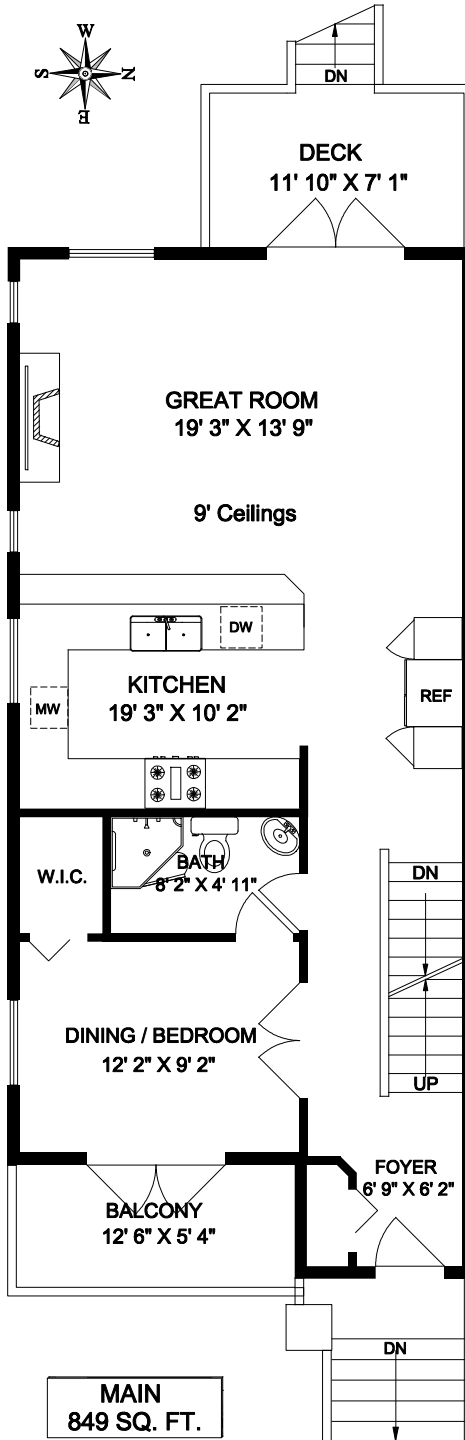 W
S
N
E
DN
DECK
11' 10" X 7' 1"
GREAT ROOM
19' 3" X 13' 9"
9' Ceilings
DW
KITCHEN
19' 3" X 10' 2"
MW
REF
W.I.C.
BATH
8' 2" X 4' 11"
DN
DINING / BEDROOM
12' 2" X 9' 2"
UP
FOYER
6' 9" X 6' 2"
BALCONY
12' 6" X 5' 4"
DN
MAIN
849 SQ. FT.